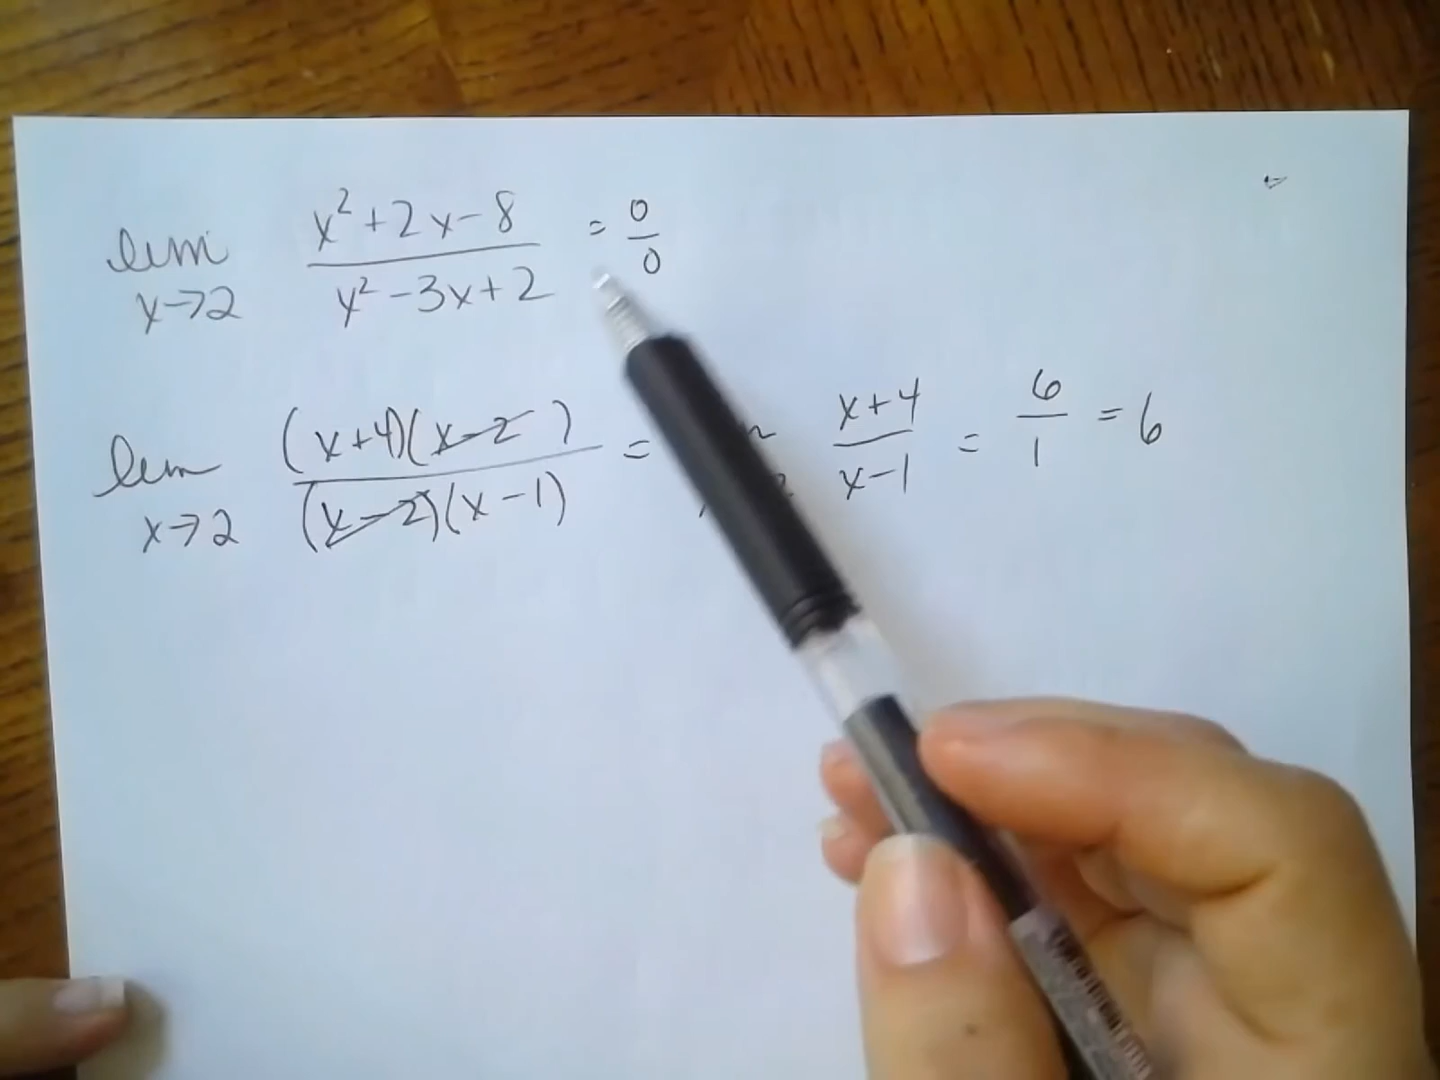 lim x→2 x²+2x-8 / x²-3x+2 = 0/0
lim x→2 (x+4)(x-2) / (x-2)(x-1) = x+4 / x-1 = 6/1 = 6